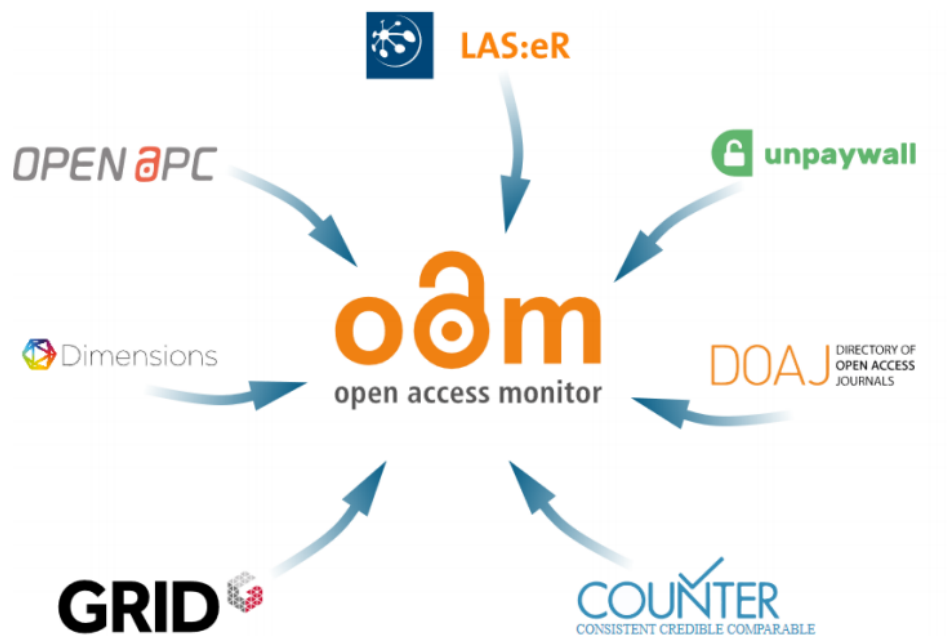 LAS:eR
OPEN aPC
unpaywall
oam
open access monitor
Dimensions
DOAJ
DIRECTORY OF
OPEN ACCESS
JOURNALS
GRID
COUNTER
CONSISTENT CREDIBLE COMPARABLE